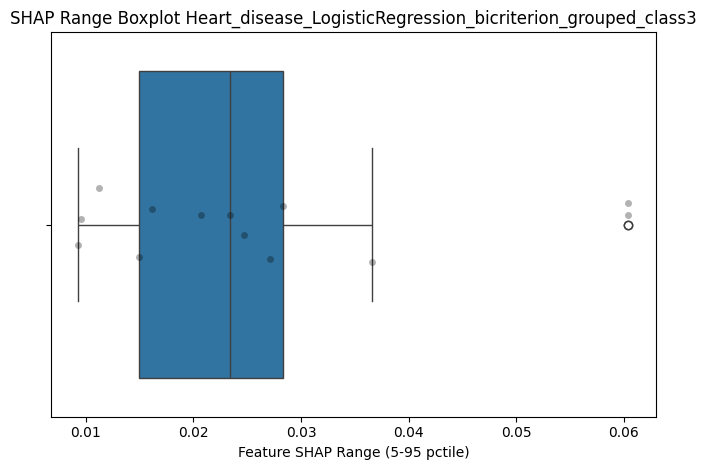 SHAP Range Boxplot Heart_disease_LogisticRegression_bicriterion_grouped_class3
0.01 0.02 0.03 0.04 0.05 0.06
Feature SHAP Range (5-95 pctile)